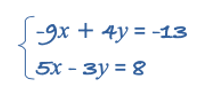 -9x + 4y = -13
5x - 3y = 8